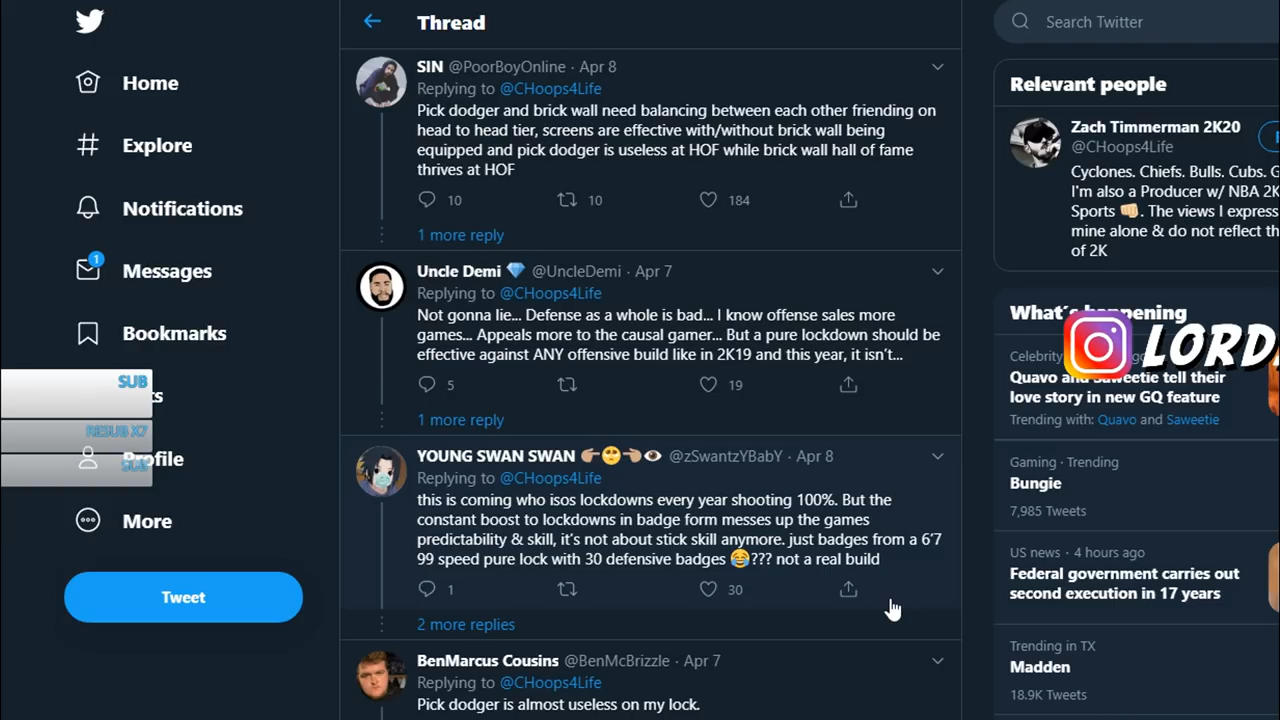 Home
Explore
Notifications
1
Messages
Bookmarks
SUB
ts
RESUB X7
SUB
Profile
More
Tweet
Thread
SIN @PoorBoyOnline · Apr 8
Replying to @CHoops4Life
Pick dodger and brick wall need balancing between each other friending on
head to head tier, screens are effective with/without brick wall being
equipped and pick dodger is useless at HOF while brick wall hall of fame
thrives at HOF
10 10 184
1 more reply
Uncle Demi 💎 @UncleDemi · Apr 7
Replying to @CHoops4Life
Not gonna lie... Defense as a whole is bad... I know offense sales more
games... Appeals more to the causal gamer... But a pure lockdown should be
effective against ANY offensive build like in 2K19 and this year, it isn't...
5 19
1 more reply
YOUNG SWAN SWAN 👉🏽🥺👈🏽👁 @zSwantzYBabY · Apr 8
Replying to @CHoops4Life
this is coming who isos lockdowns every year shooting 100%. But the
constant boost to lockdowns in badge form messes up the games
predictability & skill, it's not about stick skill anymore. just badges from a 6'7
99 speed pure lock with 30 defensive badges 😂??? not a real build
1 30
2 more replies
BenMarcus Cousins @BenMcBrizzle · Apr 7
Replying to @CHoops4Life
Pick dodger is almost useless on my lock.
Search Twitter
Relevant people
Zach Timmerman 2K20
@CHoops4Life
Cyclones. Chiefs. Bulls. Cubs. G
I'm also a Producer w/ NBA 2K
Sports 👊🏻. The views I express
mine alone & do not reflect th
of 2K
What's happening
LORD
Celebrity
Quavo and Saweetie tell their
love story in new GQ feature
Trending with: Quavo and Saweetie
Gaming · Trending
Bungie
7,985 Tweets
US news · 4 hours ago
Federal government carries out
second execution in 17 years
Trending in TX
Madden
18.9K Tweets